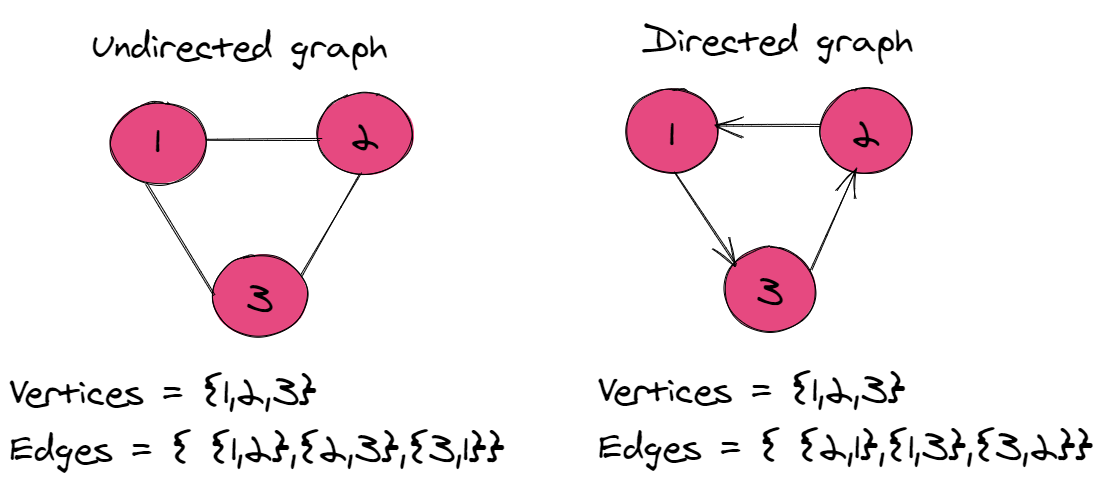 Undirected graph
1
2
3
Vertices = {1,2,3}
Edges = { {1,2},{2,3},{3,1}}
Directed graph
1
2
3
Vertices = {1,2,3}
Edges = { {2,1},{1,3},{3,2}}